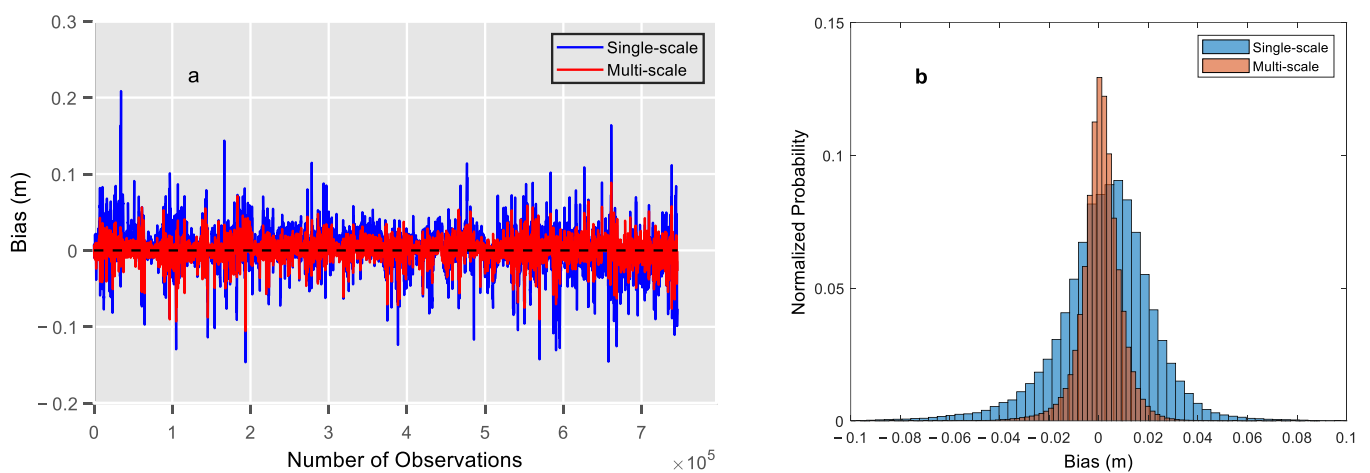 0.3
0.2
0.1
0
− 0.1
− 0.2
Bias (m)
a
Single-scale
Multi-scale
0 1 2 3 4 5 6 7
× 10⁵
Number of Observations
0.15
0.1
0.05
0
Normalized Probability
b
Single-scale
Multi-scale
− 0.1 − 0.08 − 0.06 − 0.04 − 0.02 0 0.02 0.04 0.06 0.08 0.1
Bias (m)